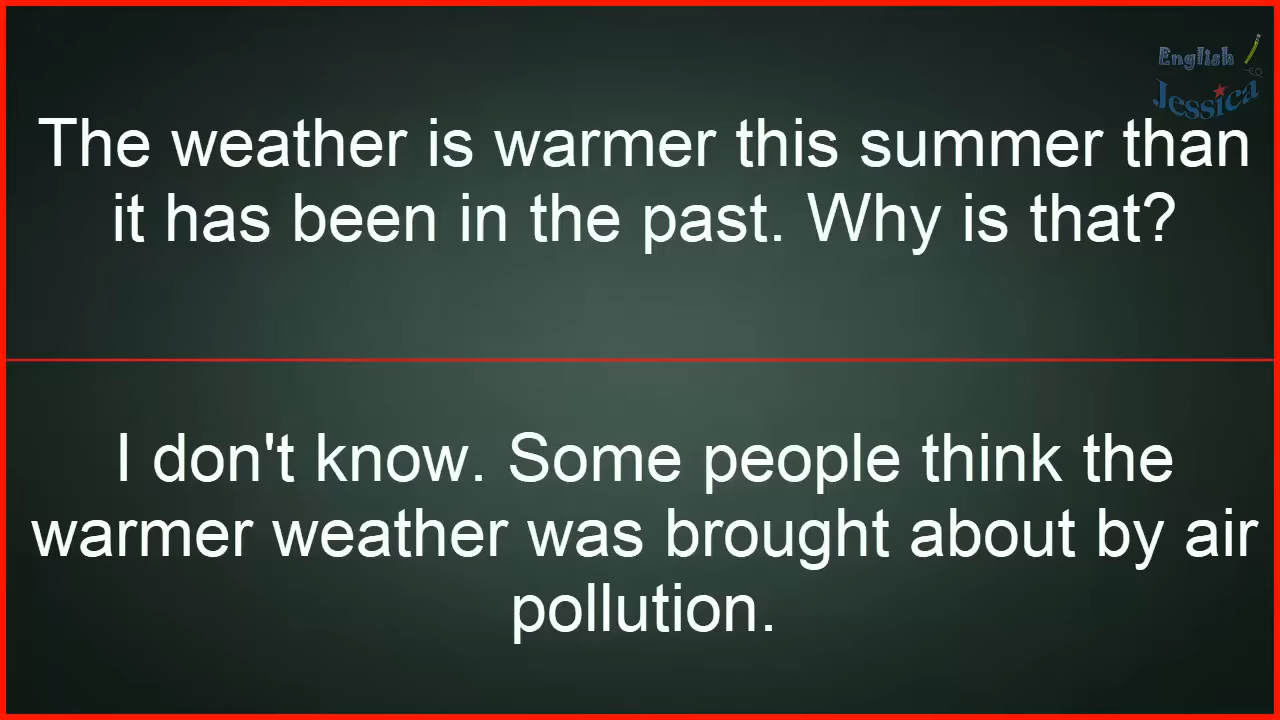 English
Jessica
The weather is warmer this summer than
it has been in the past. Why is that?
I don't know. Some people think the
warmer weather was brought about by air
pollution.